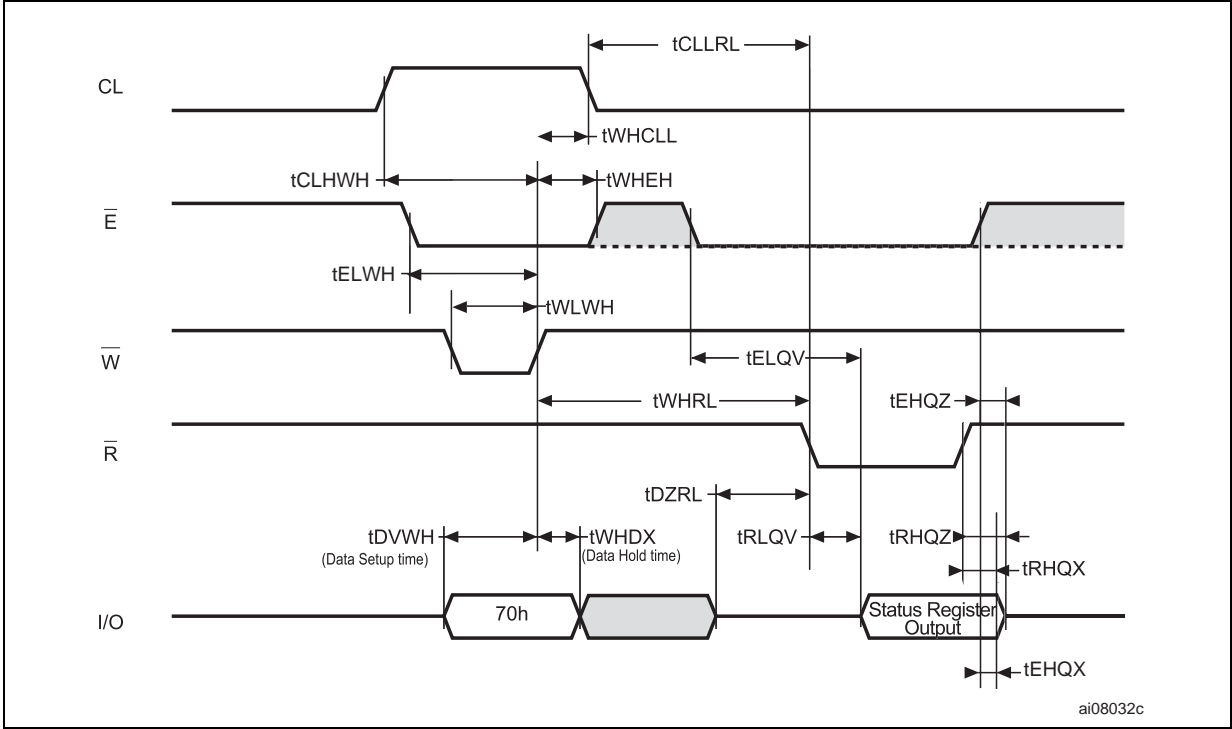 tCLLRL
CL
tWHCLL
tCLHWH
tWHEH
E
tELWH
tWLWH
W
tELQV
tWHRL
tEHQZ
R
tDZRL
tDVWH
(Data Setup time)
tWHDX
(Data Hold time)
tRLQV
tRHQZ
tRHQX
I/O
70h
Status Register
Output
tEHQX
ai08032c